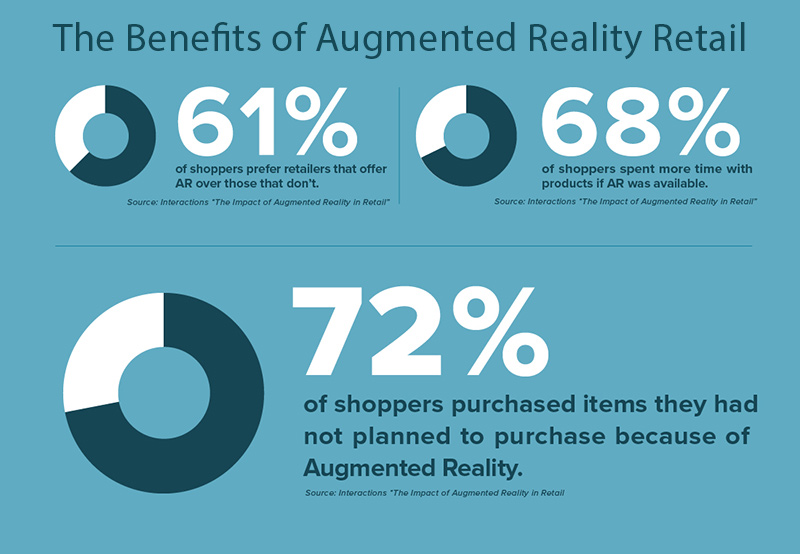 The Benefits of Augmented Reality Retail
61%
of shoppers prefer retailers that offer
AR over those that don't.
Source: Interactions "The Impact of Augmented Reality in Retail"
68%
of shoppers spent more time with
products if AR was available.
Source: Interactions "The Impact of Augmented Reality in Retail"
72%
of shoppers purchased items they had
not planned to purchase because of
Augmented Reality.
Source: Interactions "The Impact of Augmented Reality in Retail